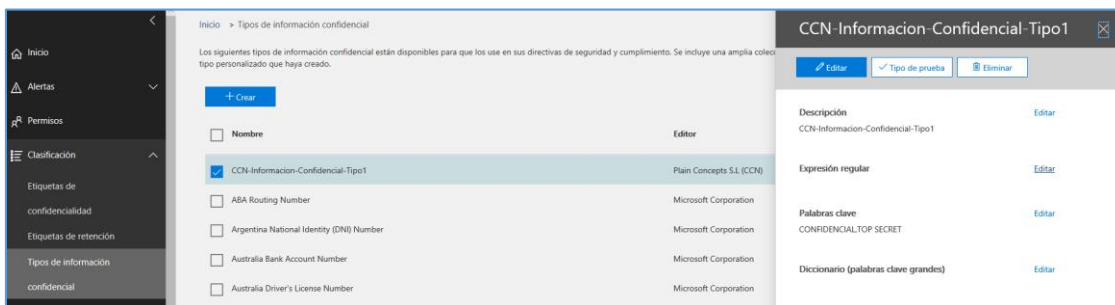 Inicio
Alertas
Permisos
Clasificación
Etiquetas de
confidencialidad
Etiquetas de retención
Tipos de información
confidencial
Inicio > Tipos de información confidencial
Los siguientes tipos de información confidencial están disponibles para que los use en sus directivas de seguridad y cumplimiento. Se incluye una amplia colec
tipo personalizado que haya creado.
+ Crear
Nombre Editor
CCN-Informacion-Confidencial-Tipo1 Plain Concepts S.L (CCN)
ABA Routing Number Microsoft Corporation
Argentina National Identity (DNI) Number Microsoft Corporation
Australia Bank Account Number Microsoft Corporation
Australia Driver's License Number Microsoft Corporation
CCN-Informacion-Confidencial-Tipo1
Editar Tipo de prueba Eliminar
Descripción Editar
CCN-Informacion-Confidencial-Tipo1
Expresión regular Editar
Palabras clave Editar
CONFIDENCIAL,TOP SECRET
Diccionario (palabras clave grandes) Editar